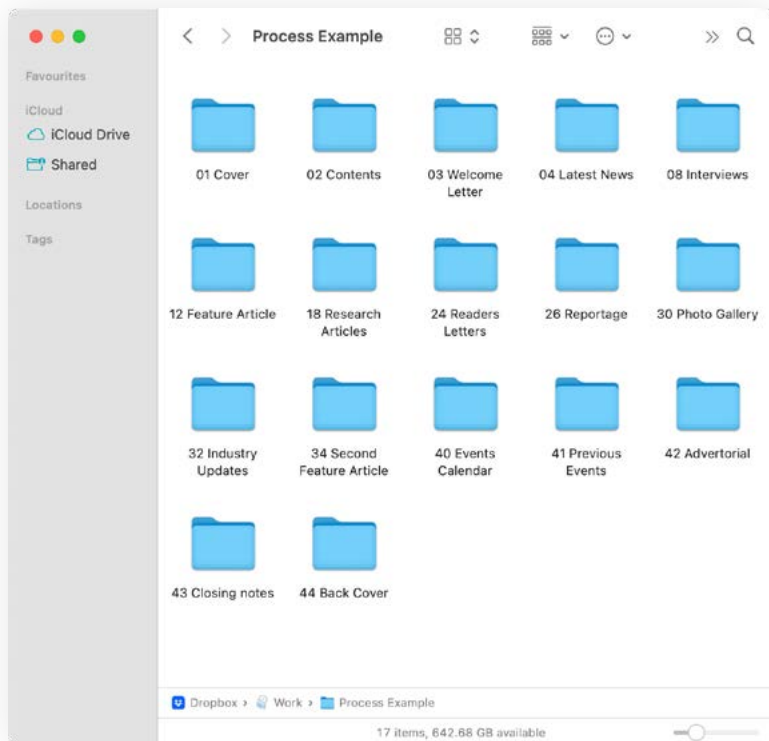 Process Example
Favourites
iCloud
iCloud Drive
Shared
Locations
Tags
01 Cover
02 Contents
03 Welcome
Letter
04 Latest News
08 Interviews
12 Feature Article
18 Research
Articles
24 Readers
Letters
26 Reportage
30 Photo Gallery
32 Industry
Updates
34 Second
Feature Article
40 Events
Calendar
41 Previous
Events
42 Advertorial
43 Closing notes
44 Back Cover
Dropbox › Work › Process Example
17 items, 642.68 GB available